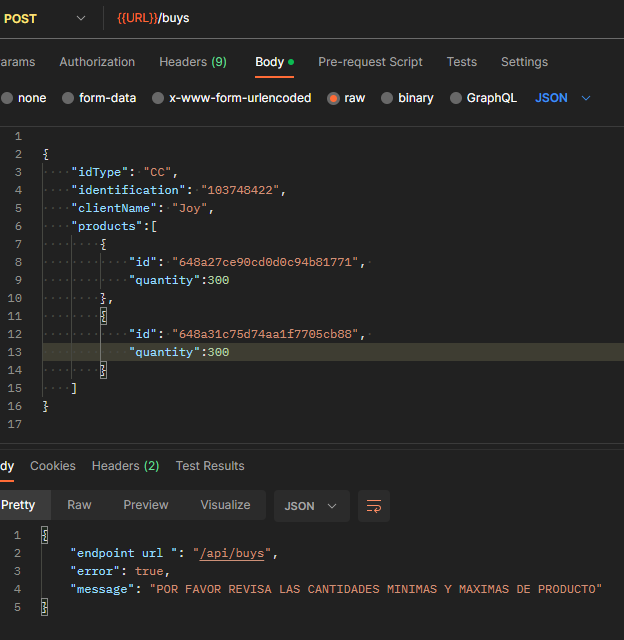 POST {{URL}}/buys
arams Authorization Headers (9) Body Pre-request Script Tests Settings
none form-data x-www-form-urlencoded raw binary GraphQL JSON
1
2 {
3 "idType": "CC",
4 "identification": "103748422",
5 "clientName": "Joy",
6 "products":[
7 {
8 "id": "648a27ce90cd0d0c94b81771",
9 "quantity":300
10 },
11 {
12 "id": "648a31c75d74aa1f7705cb88",
13 "quantity":300
14 }
15 ]
16 }
17
dy Cookies Headers (2) Test Results
Pretty Raw Preview Visualize JSON
1 {
2 "endpoint url ": "/api/buys",
3 "error": true,
4 "message": "POR FAVOR REVISA LAS CANTIDADES MINIMAS Y MAXIMAS DE PRODUCTO"
5 }